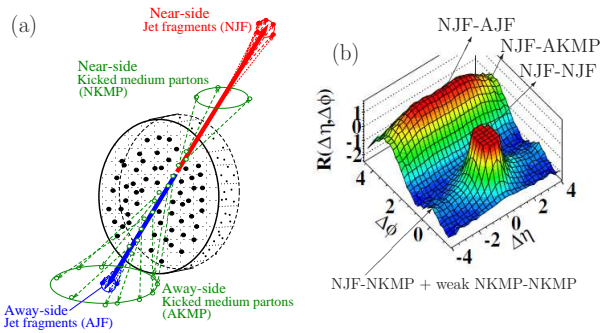 (a)
Near-side
Jet fragments (NJF)
Near-side
Kicked medium partons
(NKMP)
Away-side
Jet fragments (AJF)
Away-side
Kicked medium partons
(AKMP)
(b)
NJF-AJF
NJF-AKMP
NJF-NJF
R(Δη,Δϕ)
1
0
-1
-2
4
2
0
Δϕ
-4
-2
0
2
4
Δη
NJF-NKMP + weak NKMP-NKMP